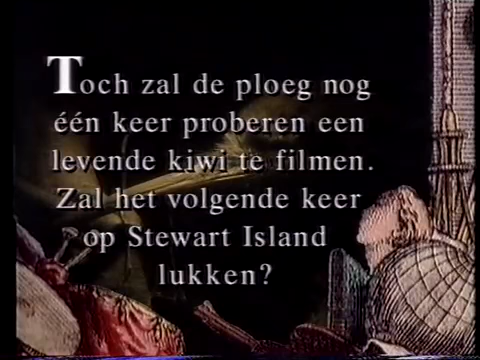 Toch zal de ploeg nog
één keer proberen een
levende kiwi te filmen.
Zal het volgende keer
op Stewart Island
lukken?